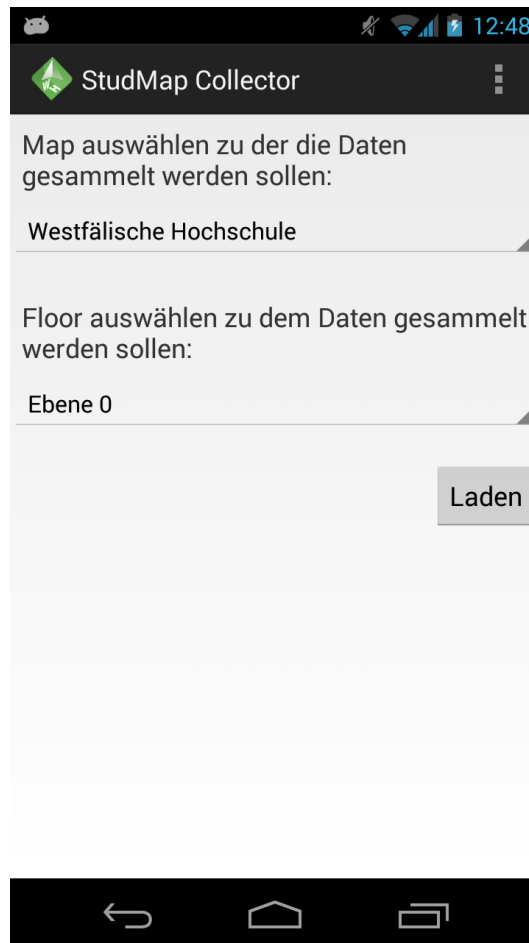 12:48
StudMap Collector
Map auswählen zu der die Daten
gesammelt werden sollen:
Westfälische Hochschule
Floor auswählen zu dem Daten gesammelt
werden sollen:
Ebene 0
Laden